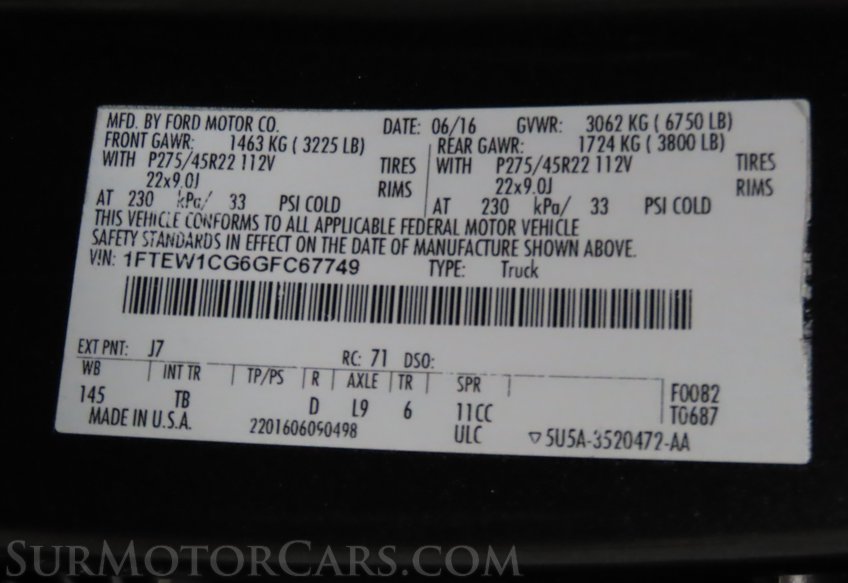 MFD. BY FORD MOTOR CO. DATE: 06/16 GVWR: 3062 KG ( 6750 LB)
FRONT GAWR: 1463 KG ( 3225 LB) REAR GAWR: 1724 KG ( 3800 LB)
WITH P275/45R22 112V TIRES WITH P275/45R22 112V TIRES
22x9.0J RIMS 22x9.0J RIMS
AT 230 kPa/ 33 PSI COLD AT 230 kPa/ 33 PSI COLD
THIS VEHICLE CONFORMS TO ALL APPLICABLE FEDERAL MOTOR VEHICLE
SAFETY STANDARDS IN EFFECT ON THE DATE OF MANUFACTURE SHOWN ABOVE.
VIN: 1FTEW1CG6GFC67749 TYPE: Truck
EXT PNT: J7 RC: 71 DSO:
WB INT TR TP/PS R AXLE TR SPR F0082
145 TB D L9 6 11CC T0687
MADE IN U.S.A. 2201606090498 ULC ▽5U5A-3520472-AA
SURMOTORCARS.COM